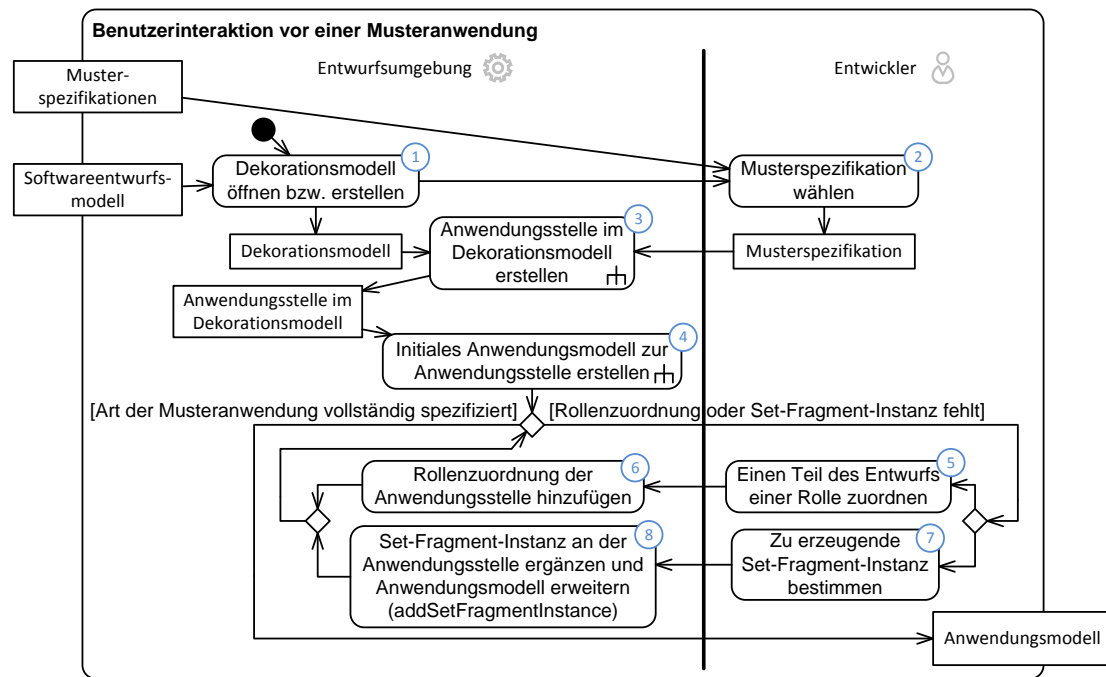 Benutzerinteraktion vor einer Musteranwendung
Entwurfsumgebung
Entwickler
Muster-
spezifikationen
Softwareentwurfs-
modell
1
Dekorationsmodell
öffnen bzw. erstellen
2
Musterspezifikation
wählen
Dekorationsmodell
3
Anwendungsstelle im
Dekorationsmodell
erstellen
Musterspezifikation
Anwendungsstelle im
Dekorationsmodell
4
Initiales Anwendungsmodell zur
Anwendungsstelle erstellen
[Art der Musteranwendung vollständig spezifiziert]
[Rollenzuordnung oder Set-Fragment-Instanz fehlt]
6
Rollenzuordnung der
Anwendungsstelle hinzufügen
5
Einen Teil des Entwurfs
einer Rolle zuordnen
8
Set-Fragment-Instanz an der
Anwendungsstelle ergänzen und
Anwendungsmodell erweitern
(addSetFragmentInstance)
7
Zu erzeugende
Set-Fragment-Instanz
bestimmen
Anwendungsmodell